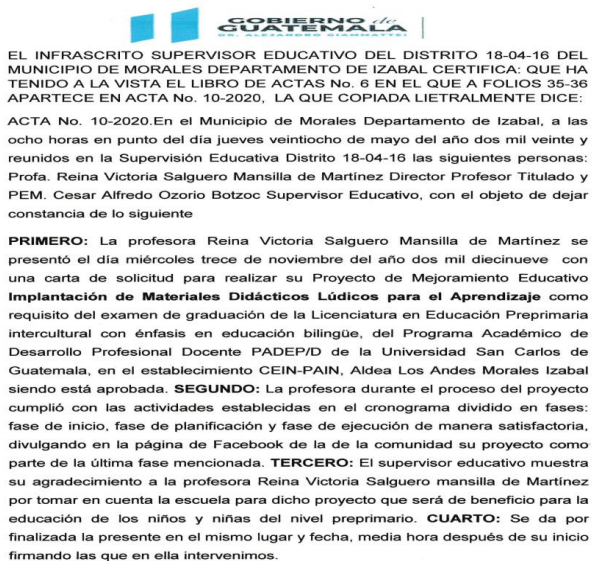 GOBIERNO de
GUATEMALA
DR. ALEJANDRO GIAMMATTEI
EL INFRASCRITO SUPERVISOR EDUCATIVO DEL DISTRITO 18-04-16 DEL
MUNICIPIO DE MORALES DEPARTAMENTO DE IZABAL CERTIFICA: QUE HA
TENIDO A LA VISTA EL LIBRO DE ACTAS No. 6 EN EL QUE A FOLIOS 35-36
APARTECE EN ACTA No. 10-2020, LA QUE COPIADA LIETRALMENTE DICE:
ACTA No. 10-2020.En el Municipio de Morales Departamento de Izabal, a las
ocho horas en punto del día jueves veintiocho de mayo del año dos mil veinte y
reunidos en la Supervisión Educativa Distrito 18-04-16 las siguientes personas:
Profa. Reina Victoria Salguero Mansilla de Martínez Director Profesor Titulado y
PEM. Cesar Alfredo Ozorio Botzoc Supervisor Educativo, con el objeto de dejar
constancia de lo siguiente
PRIMERO: La profesora Reina Victoria Salguero Mansilla de Martínez se
presentó el día miércoles trece de noviembre del año dos mil diecinueve con
una carta de solicitud para realizar su Proyecto de Mejoramiento Educativo
Implantación de Materiales Didácticos Lúdicos para el Aprendizaje como
requisito del examen de graduación de la Licenciatura en Educación Preprimaria
intercultural con énfasis en educación bilingüe, del Programa Académico de
Desarrollo Profesional Docente PADEP/D de la Universidad San Carlos de
Guatemala, en el establecimiento CEIN-PAIN, Aldea Los Andes Morales Izabal
siendo está aprobada. SEGUNDO: La profesora durante el proceso del proyecto
cumplió con las actividades establecidas en el cronograma dividido en fases:
fase de inicio, fase de planificación y fase de ejecución de manera satisfactoria,
divulgando en la página de Facebook de la de la comunidad su proyecto como
parte de la última fase mencionada. TERCERO: El supervisor educativo muestra
su agradecimiento a la profesora Reina Victoria Salguero mansilla de Martínez
por tomar en cuenta la escuela para dicho proyecto que será de beneficio para la
educación de los niños y niñas del nivel preprimario. CUARTO: Se da por
finalizada la presente en el mismo lugar y fecha, media hora después de su inicio
firmando las que en ella intervenimos.